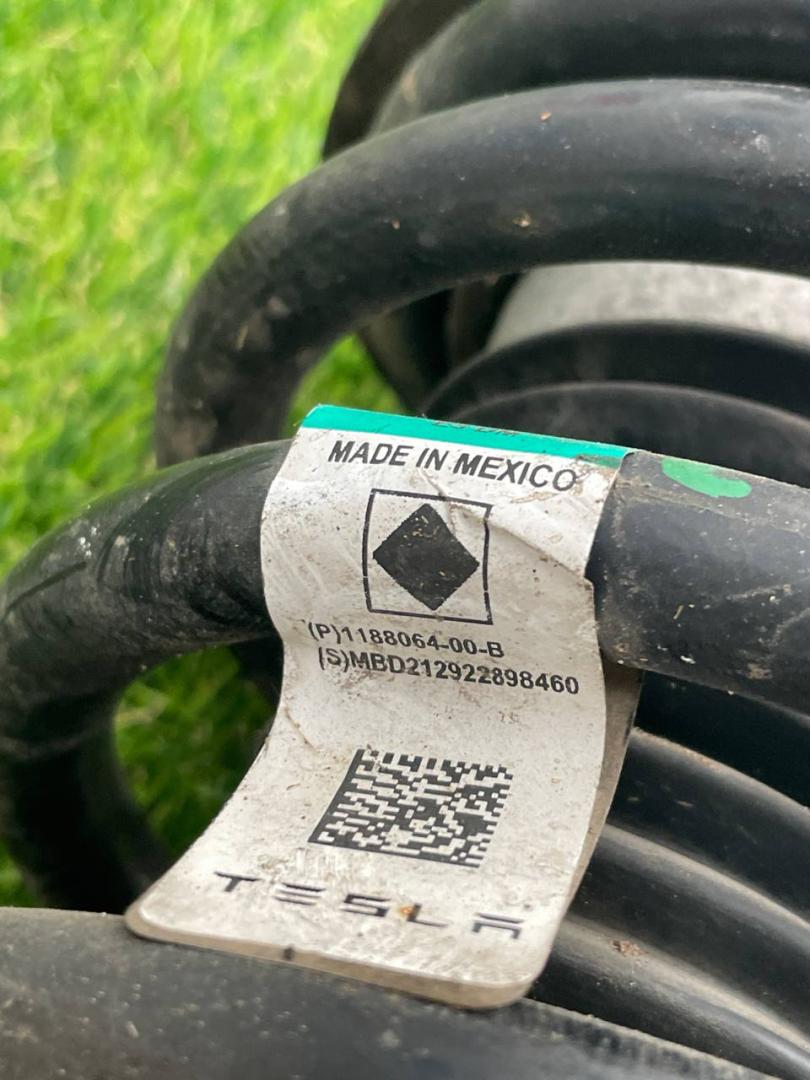 MADE IN MEXICO
(P)1188064-00-B
(S)MBD212922898460
TESLA